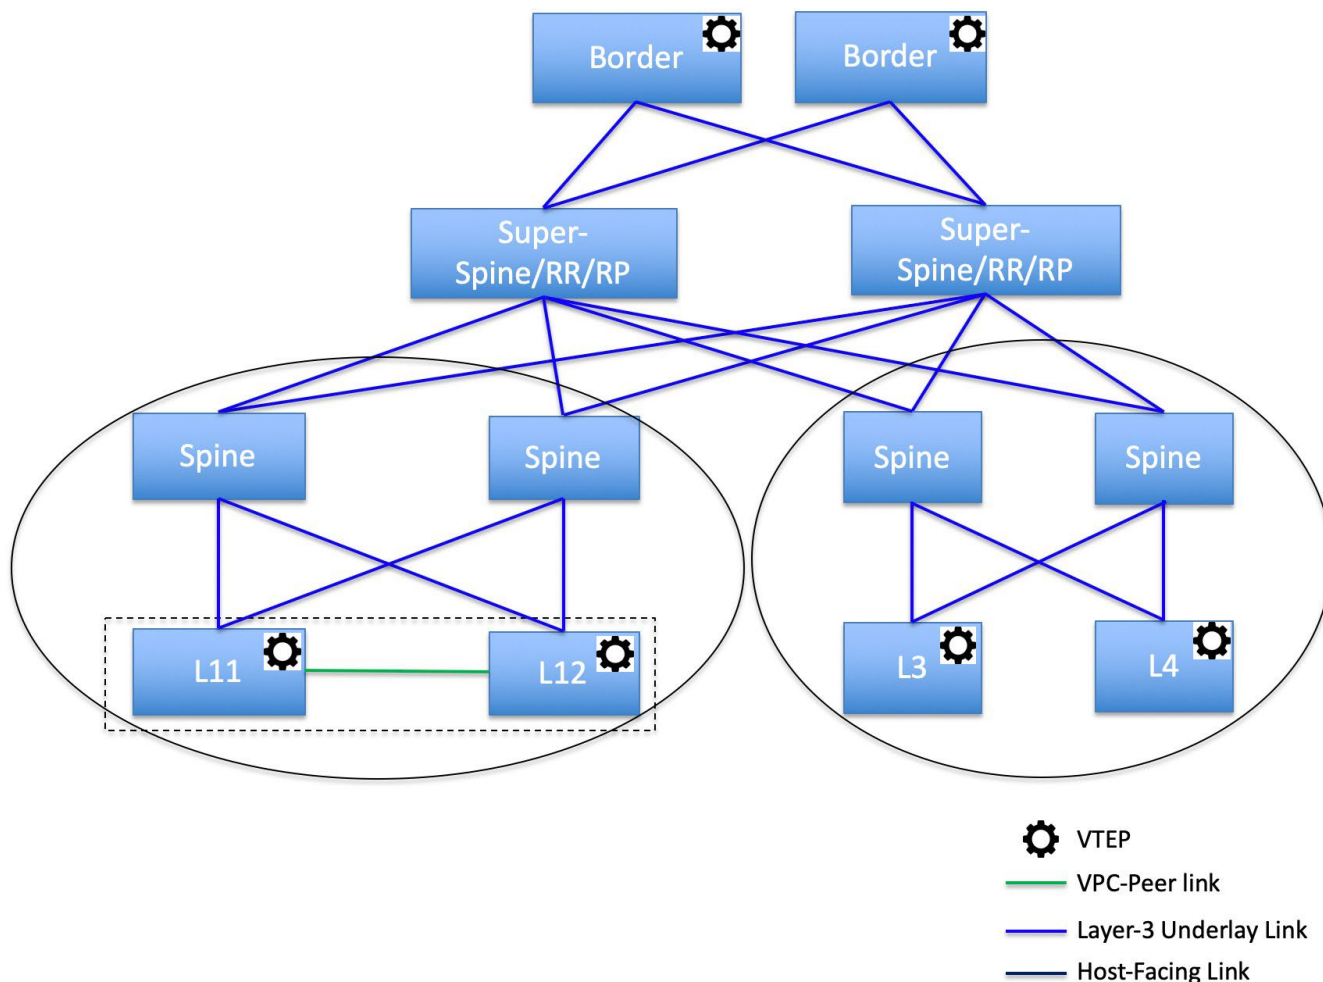 Border
Border
Super-
Spine/RR/RP
Super-
Spine/RR/RP
Spine
Spine
Spine
Spine
L11
L12
L3
L4
VTEP
VPC-Peer link
Layer-3 Underlay Link
Host-Facing Link